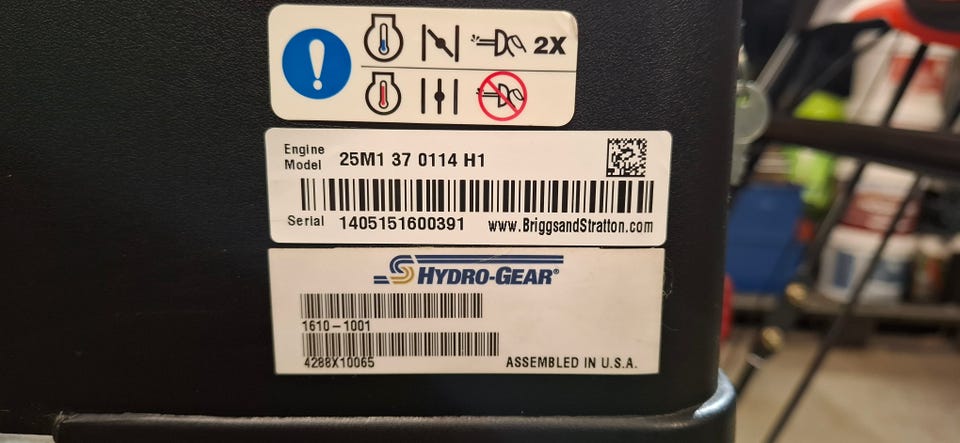 2X
Engine Model 25M1 37 0114 H1
Serial 1405151600391 www.BriggsandStratton.com
HYDRO-GEAR®
1610-1001
4288X10065
ASSEMBLED IN U.S.A.